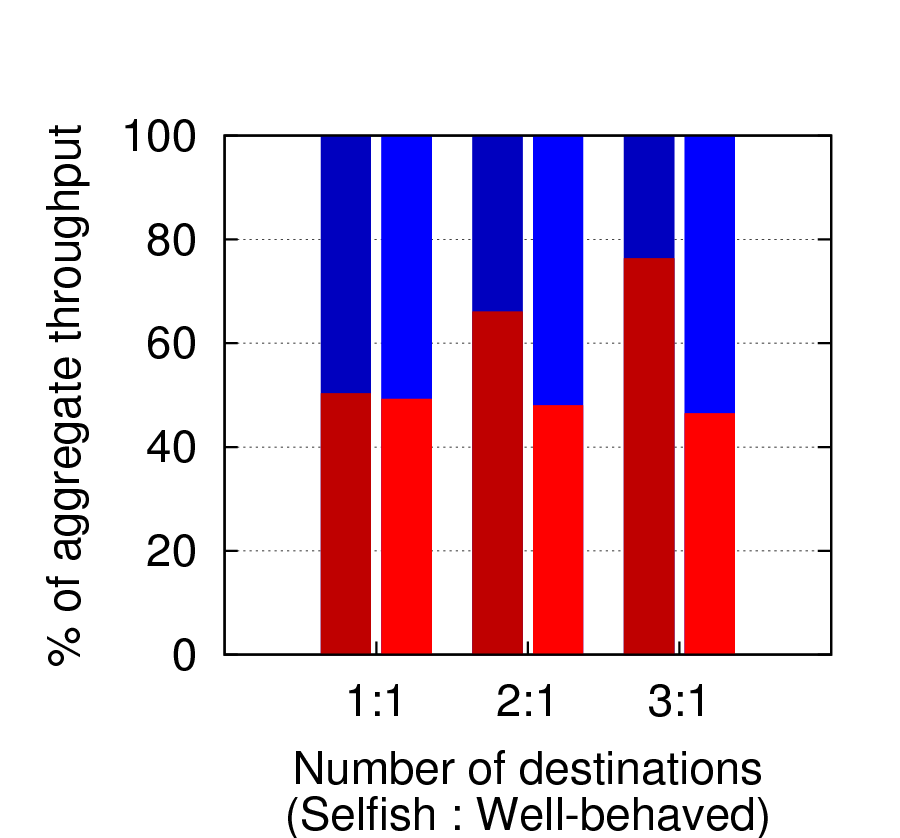 % of aggregate throughput
100
80
60
40
20
0
1:1 2:1 3:1
Number of destinations
(Selfish : Well-behaved)